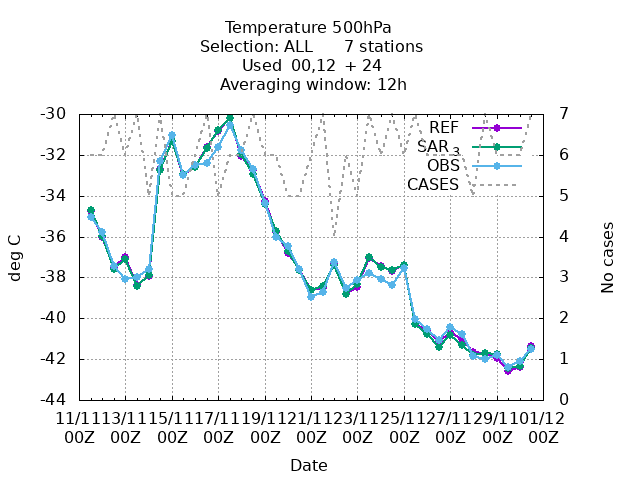 Temperature 500hPa
Selection: ALL 7 stations
Used 00,12 + 24
Averaging window: 12h
-30 7
REF
-32 SAR 3 6
OBS
-34 CASES 5
-36 4
deg C No cases
-38 3
-40 2
-42 1
-44 0
11/11 13/11 15/11 17/11 19/11 21/11 23/11 25/11 27/11 29/11 01/12
00Z 00Z 00Z 00Z 00Z 00Z 00Z 00Z 00Z 00Z 00Z
Date